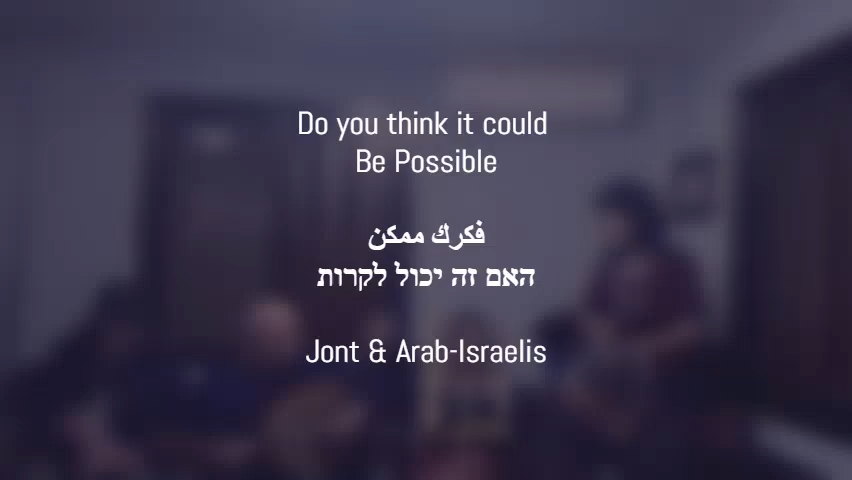 Do you think it could
Be Possible
فكرك ممكن
האם זה יכול לקרות
Jont & Arab-Israelis